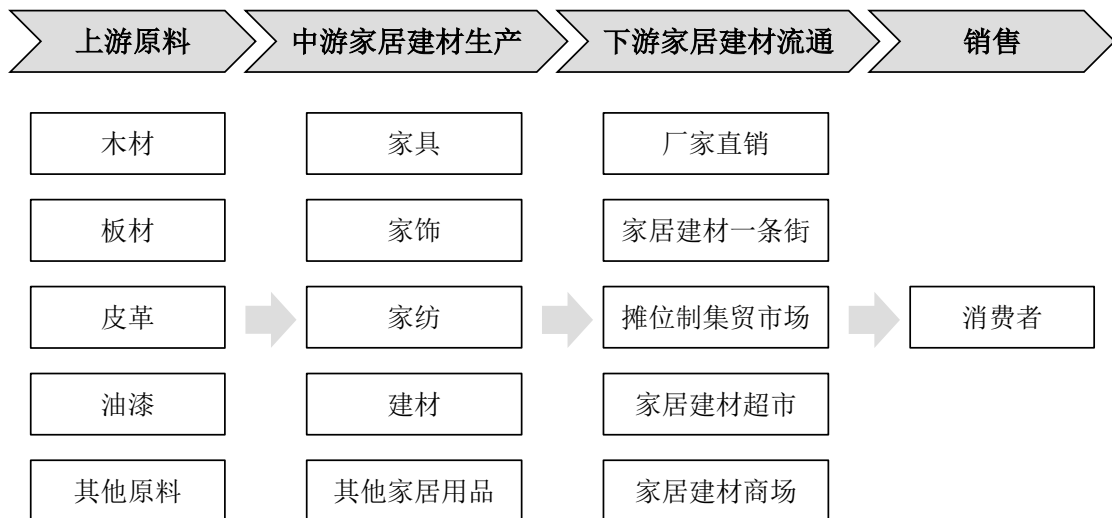 上游原料
中游家居建材生产
下游家居建材流通
销售
木材
家具
厂家直销
板材
家饰
家居建材一条街
皮革
家纺
摊位制集贸市场
消费者
油漆
建材
家居建材超市
其他原料
其他家居用品
家居建材商场